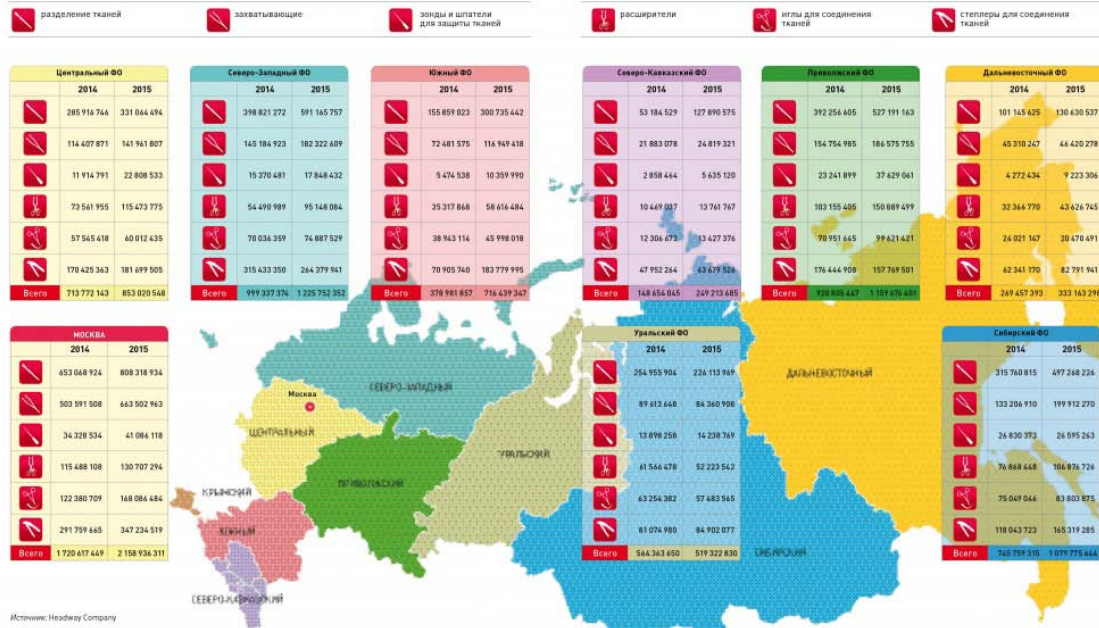 разделение тканей
захватывающие
зонды и шпатели
для защиты тканей
расширители
иглы для соединения
тканей
степлеры для соединения
тканей
Центральный ФО
2014 2015
285 916 746 331 064 494
114 407 871 141 961 807
11 914 791 22 808 533
73 561 955 115 473 775
57 545 418 60 012 435
170 425 363 181 699 505
Всего 713 772 143 853 020 548
Северо-Западный ФО
2014 2015
398 821 272 591 165 757
145 184 923 182 322 609
15 370 481 17 848 432
54 490 989 95 148 084
70 036 359 74 887 529
315 433 350 264 379 941
Всего 999 337 374 1 225 752 352
Южный ФО
2014 2015
155 859 023 300 735 442
72 481 575 116 949 418
5 474 538 10 359 990
35 317 868 58 616 484
38 943 114 45 998 018
70 905 740 183 779 995
Всего 378 981 857 716 439 347
Северо-Кавказский ФО
2014 2015
53 184 529 127 890 575
21 883 078 24 819 321
2 858 464 5 635 120
10 469 037 13 761 767
12 306 673 13 427 376
47 952 264 63 679 526
Всего 148 654 045 249 213 685
Приволжский ФО
2014 2015
392 256 605 527 191 163
154 754 985 186 575 755
23 241 899 37 629 061
103 155 405 150 889 499
70 951 645 99 621 421
176 444 908 157 769 501
Всего 920 805 447 1 159 676 401
Дальневосточный ФО
2014 2015
101 145 625 130 630 537
45 310 247 46 420 278
4 272 434 9 223 306
32 366 770 43 626 745
24 021 147 20 470 491
62 341 170 82 791 941
Всего 269 457 393 333 163 298
МОСКВА
2014 2015
653 068 924 808 318 934
503 591 508 663 502 963
34 328 534 41 086 118
115 488 108 130 707 294
122 380 709 168 086 484
291 759 665 347 234 519
Всего 1 720 617 449 2 158 936 311
Уральский ФО
2014 2015
254 955 904 226 113 969
89 613 648 84 360 908
13 898 258 14 238 769
61 566 478 52 223 542
63 254 382 57 483 565
81 074 980 84 902 077
Всего 564 363 650 519 322 830
Сибирский ФО
2014 2015
315 760 815 497 268 226
133 206 910 199 912 270
26 830 373 26 595 263
76 868 448 106 876 726
75 049 046 83 803 875
118 043 723 165 319 285
Всего 745 759 315 1 079 775 644
СЕВЕРО-ЗАПАДНЫЙ
Москва
ЦЕНТРАЛЬНЫЙ
УРАЛЬСКИЙ
ДАЛЬНЕВОСТОЧНЫЙ
КРЫМСКИЙ
ПРИВОЛЖСКИЙ
ЮЖНЫЙ
СИБИРСКИЙ
СЕВЕРО-КАВКАЗСКИЙ
Источник: Headway Company